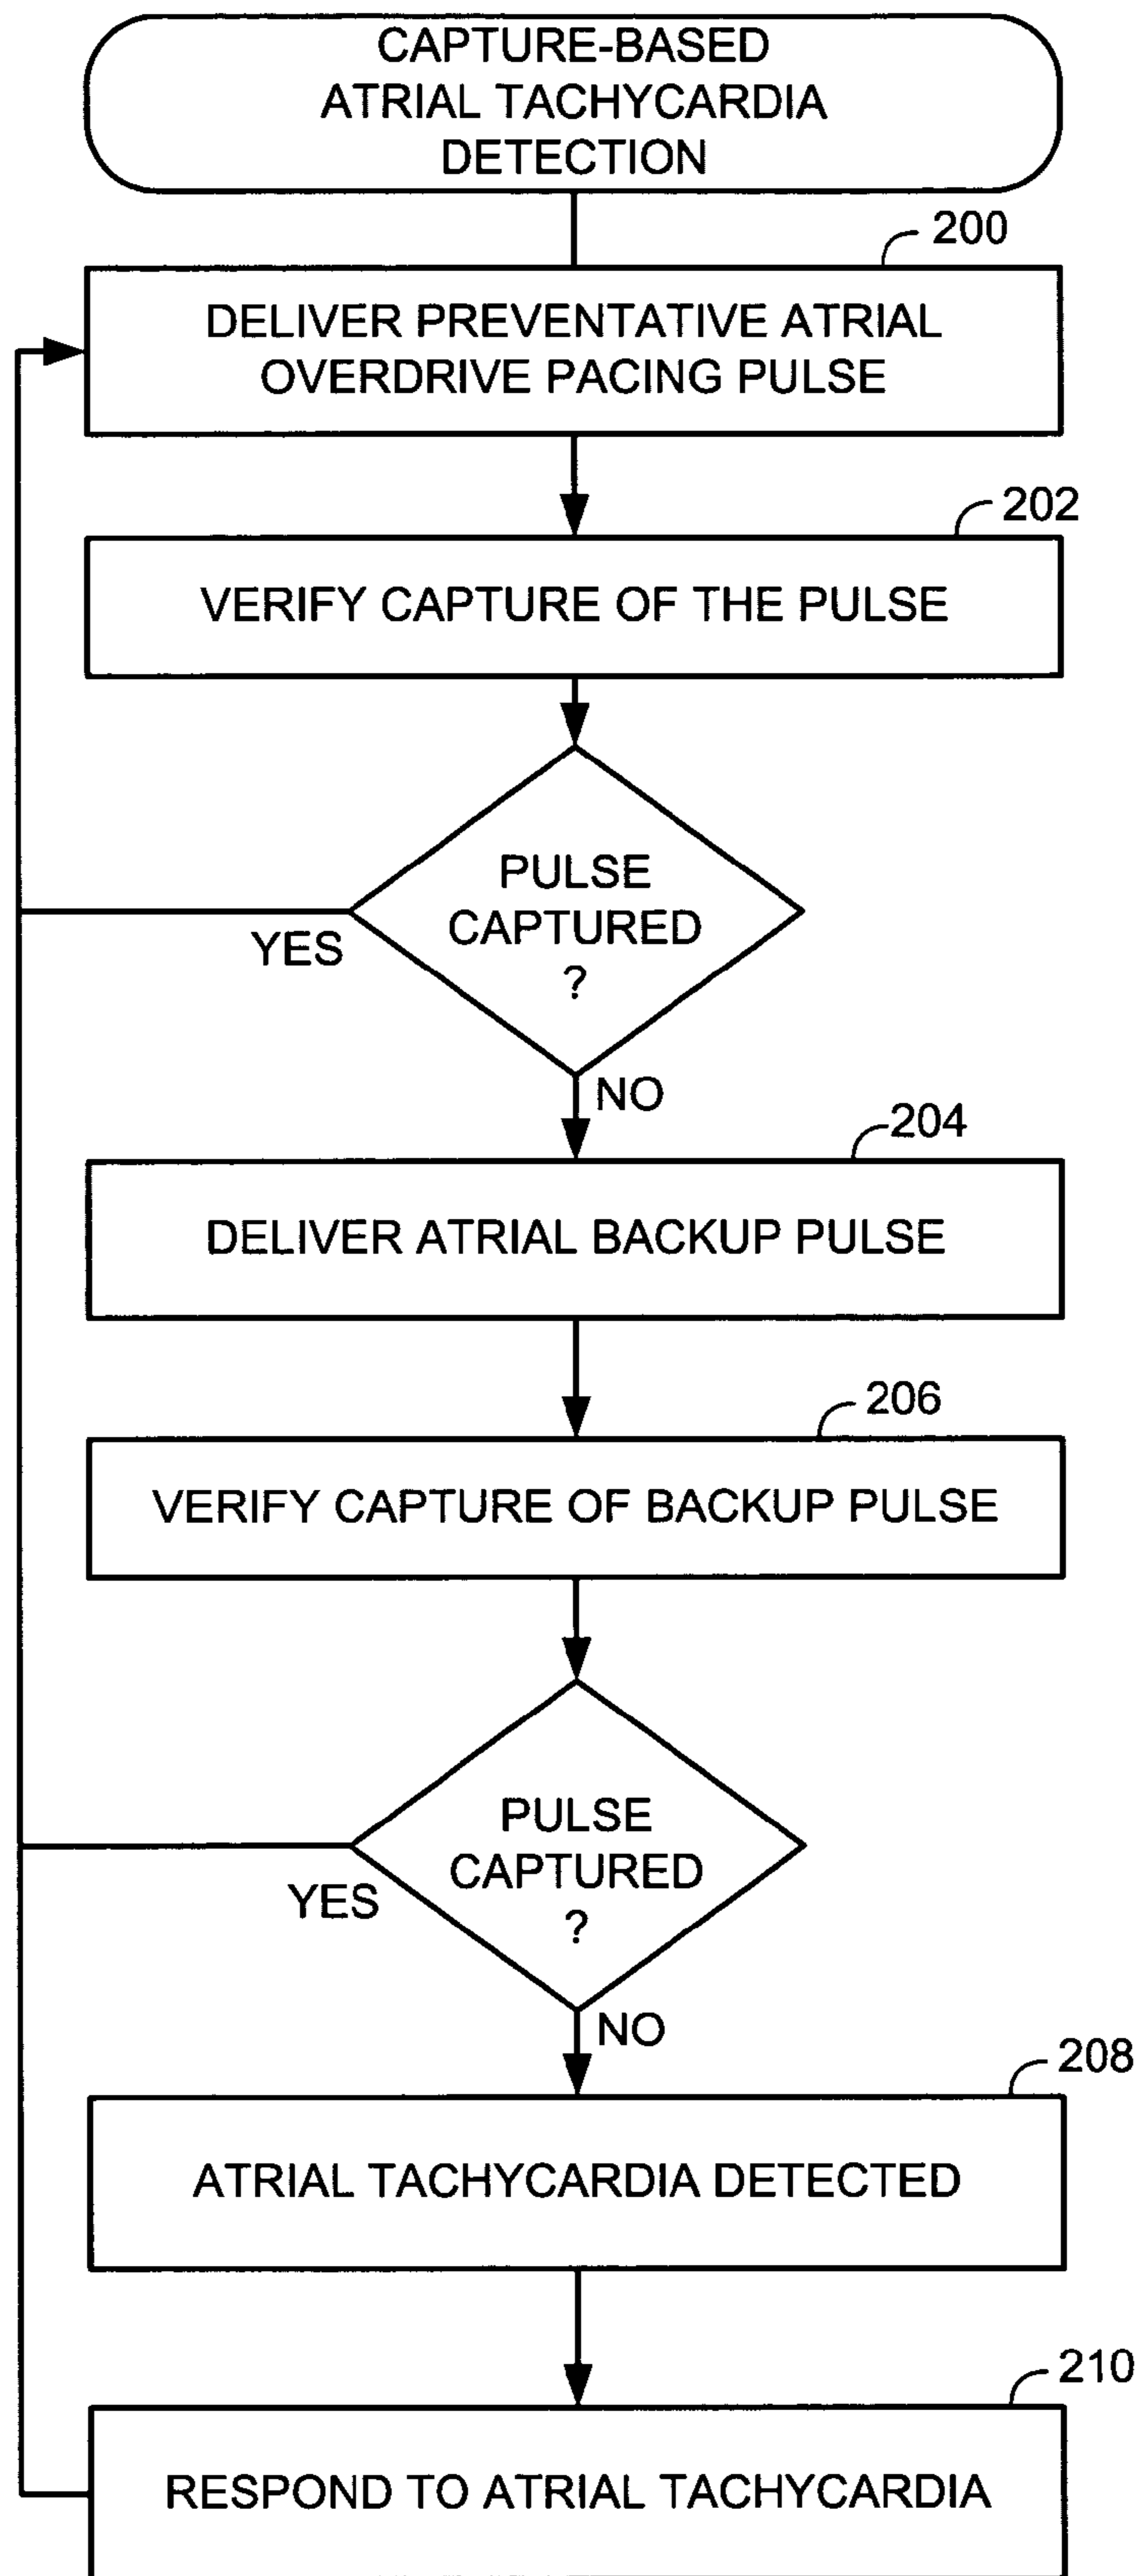 CAPTURE-BASED
ATRIAL TACHYCARDIA
DETECTION
200
DELIVER PREVENTATIVE ATRIAL
OVERDRIVE PACING PULSE
202
VERIFY CAPTURE OF THE PULSE
PULSE
CAPTURED
?
YES
NO
204
DELIVER ATRIAL BACKUP PULSE
206
VERIFY CAPTURE OF BACKUP PULSE
PULSE
CAPTURED
?
YES
NO
208
ATRIAL TACHYCARDIA DETECTED
210
RESPOND TO ATRIAL TACHYCARDIA